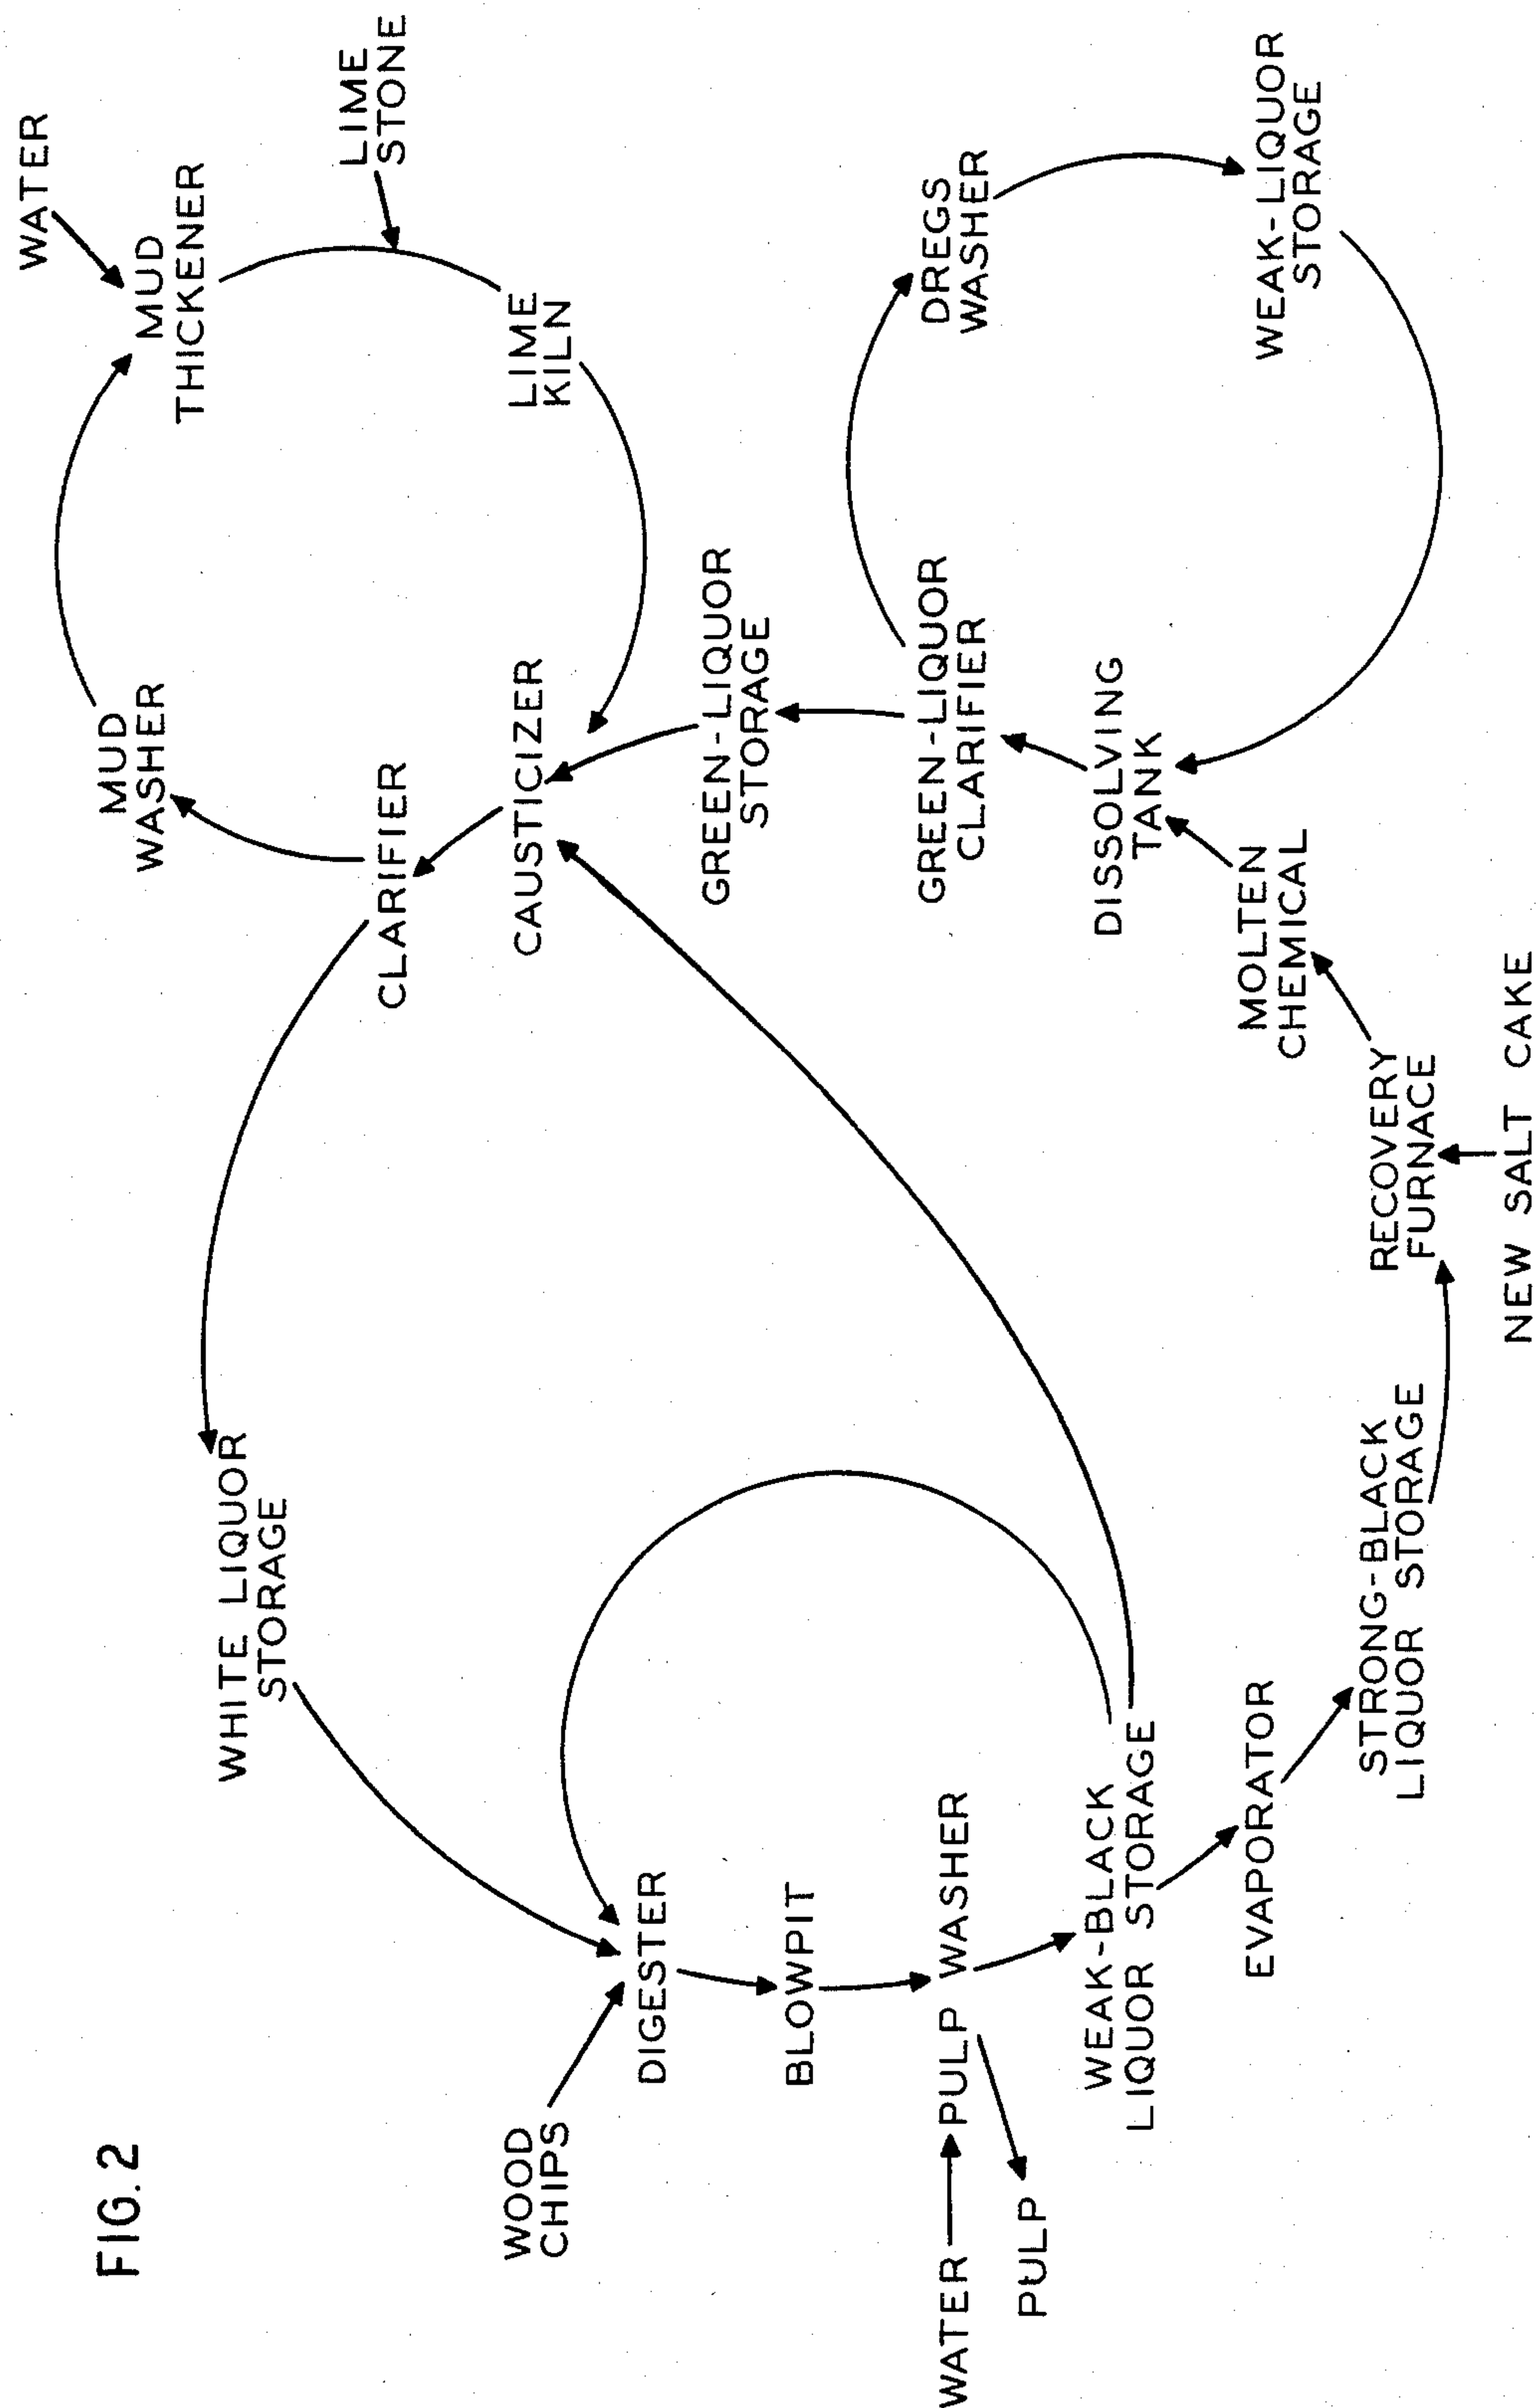 FIG. 2
WATER
MUD
THICKENER
LIME
STONE
MUD
WASHER
LIME
KILN
CLARIFIER
CAUSTICIZER
WHITE LIQUOR
STORAGE
GREEN-LIQUOR
STORAGE
DREGS
WASHER
GREEN-LIQUOR
CLARIFIER
WEAK-LIQUOR
STORAGE
DISSOLVING
TANK
MOLTEN
CHEMICAL
WOOD
CHIPS
DIGESTER
BLOWPIT
WATER
PULP WASHER
PULP
WEAK-BLACK
LIQUOR STORAGE
EVAPORATOR
STRONG-BLACK
LIQUOR STORAGE
RECOVERY
FURNACE
NEW SALT CAKE